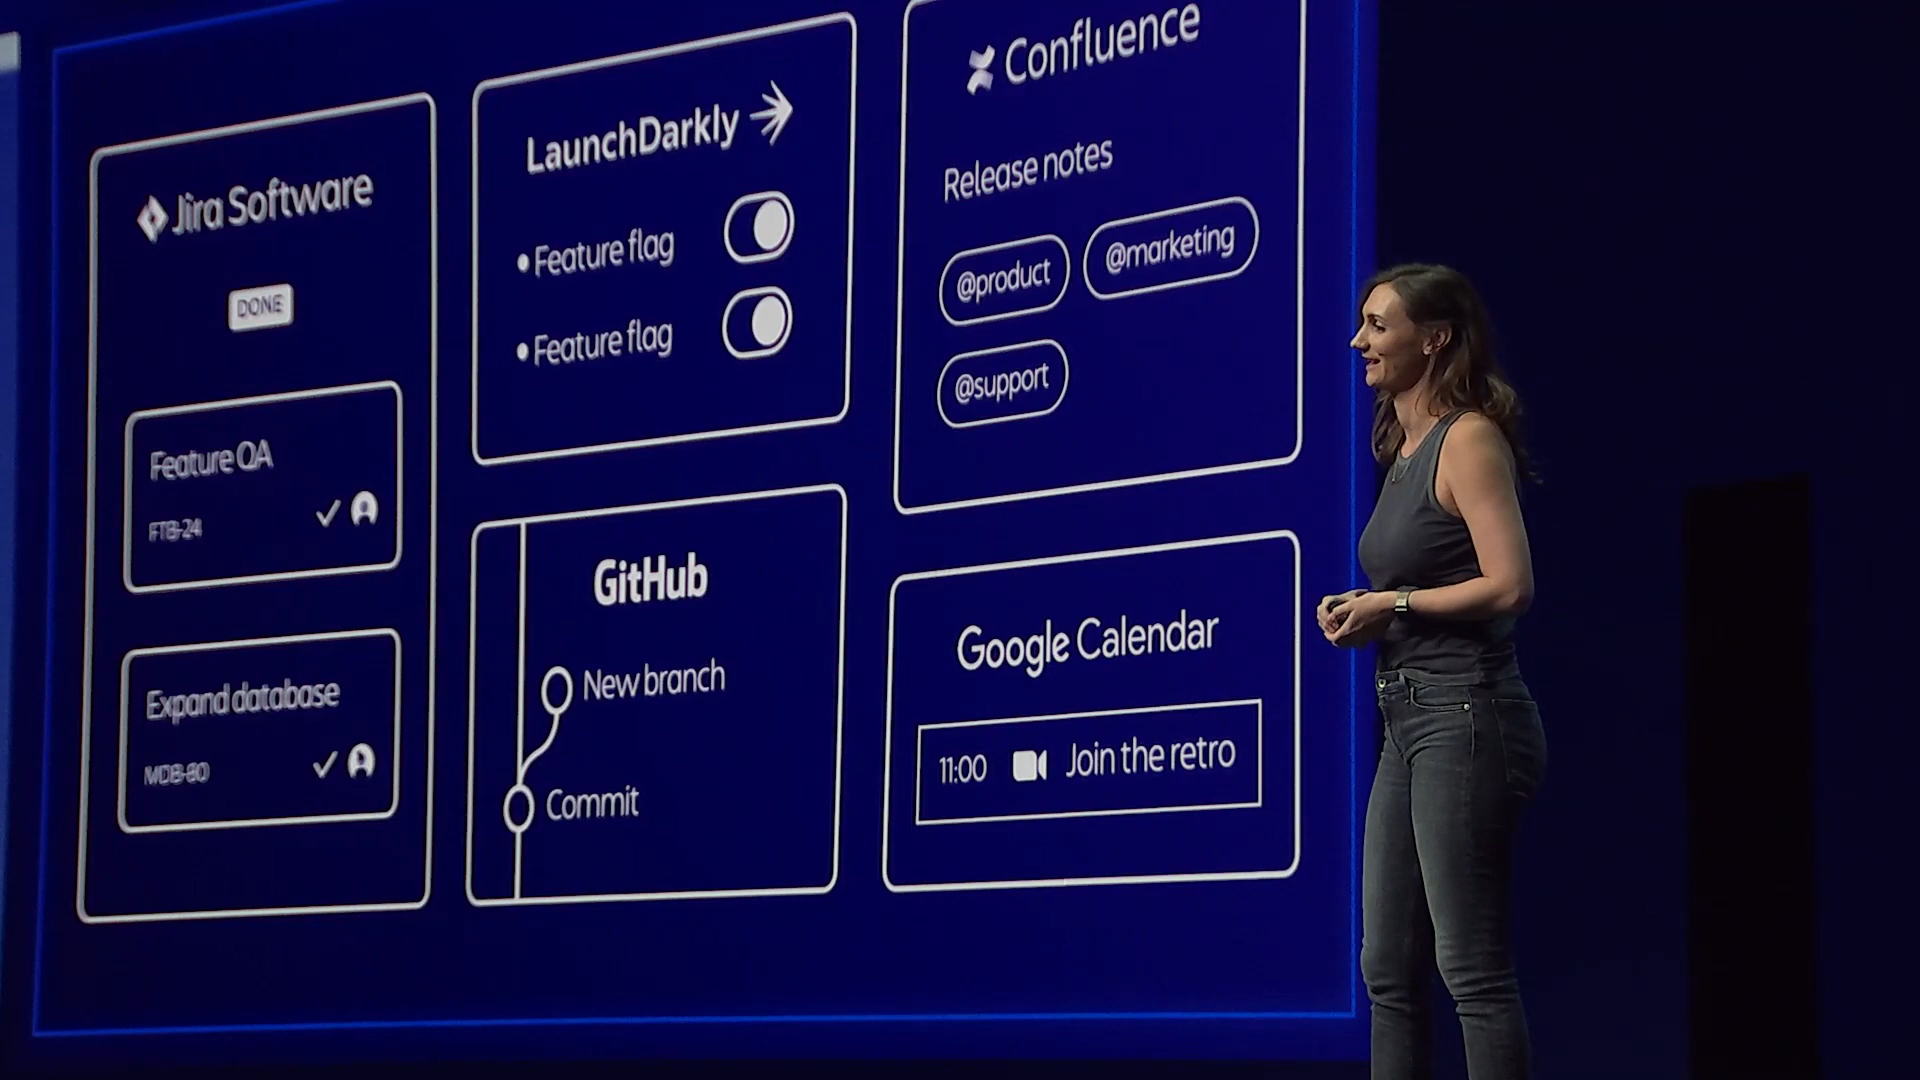 Jira Software
DONE
Feature QA
FTB-24
Expand database
MDB-80
LaunchDarkly
• Feature flag
• Feature flag
GitHub
New branch
Commit
Confluence
Release notes
@product @marketing
@support
Google Calendar
11:00 Join the retro